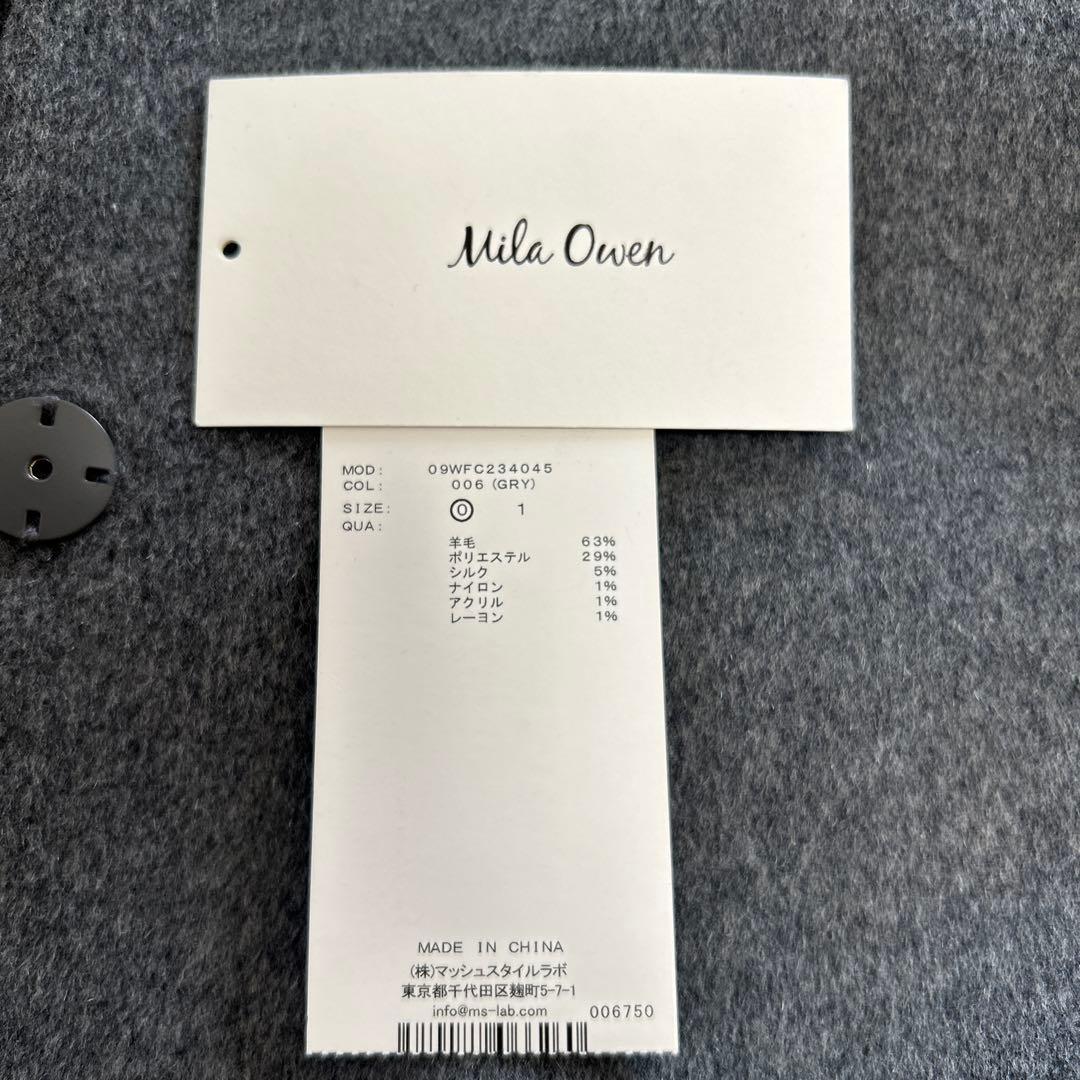 Mila Owen
MOD: 09WFC234045
COL: 006 (GRY)
SIZE: 0 1
QUA:
羊毛 63%
ポリエステル 29%
シルク 5%
ナイロン 1%
アクリル 1%
レーヨン 1%
MADE IN CHINA
(株)マッシュスタイルラボ
東京都千代田区麹町5-7-1
info@ms-lab.com 006750